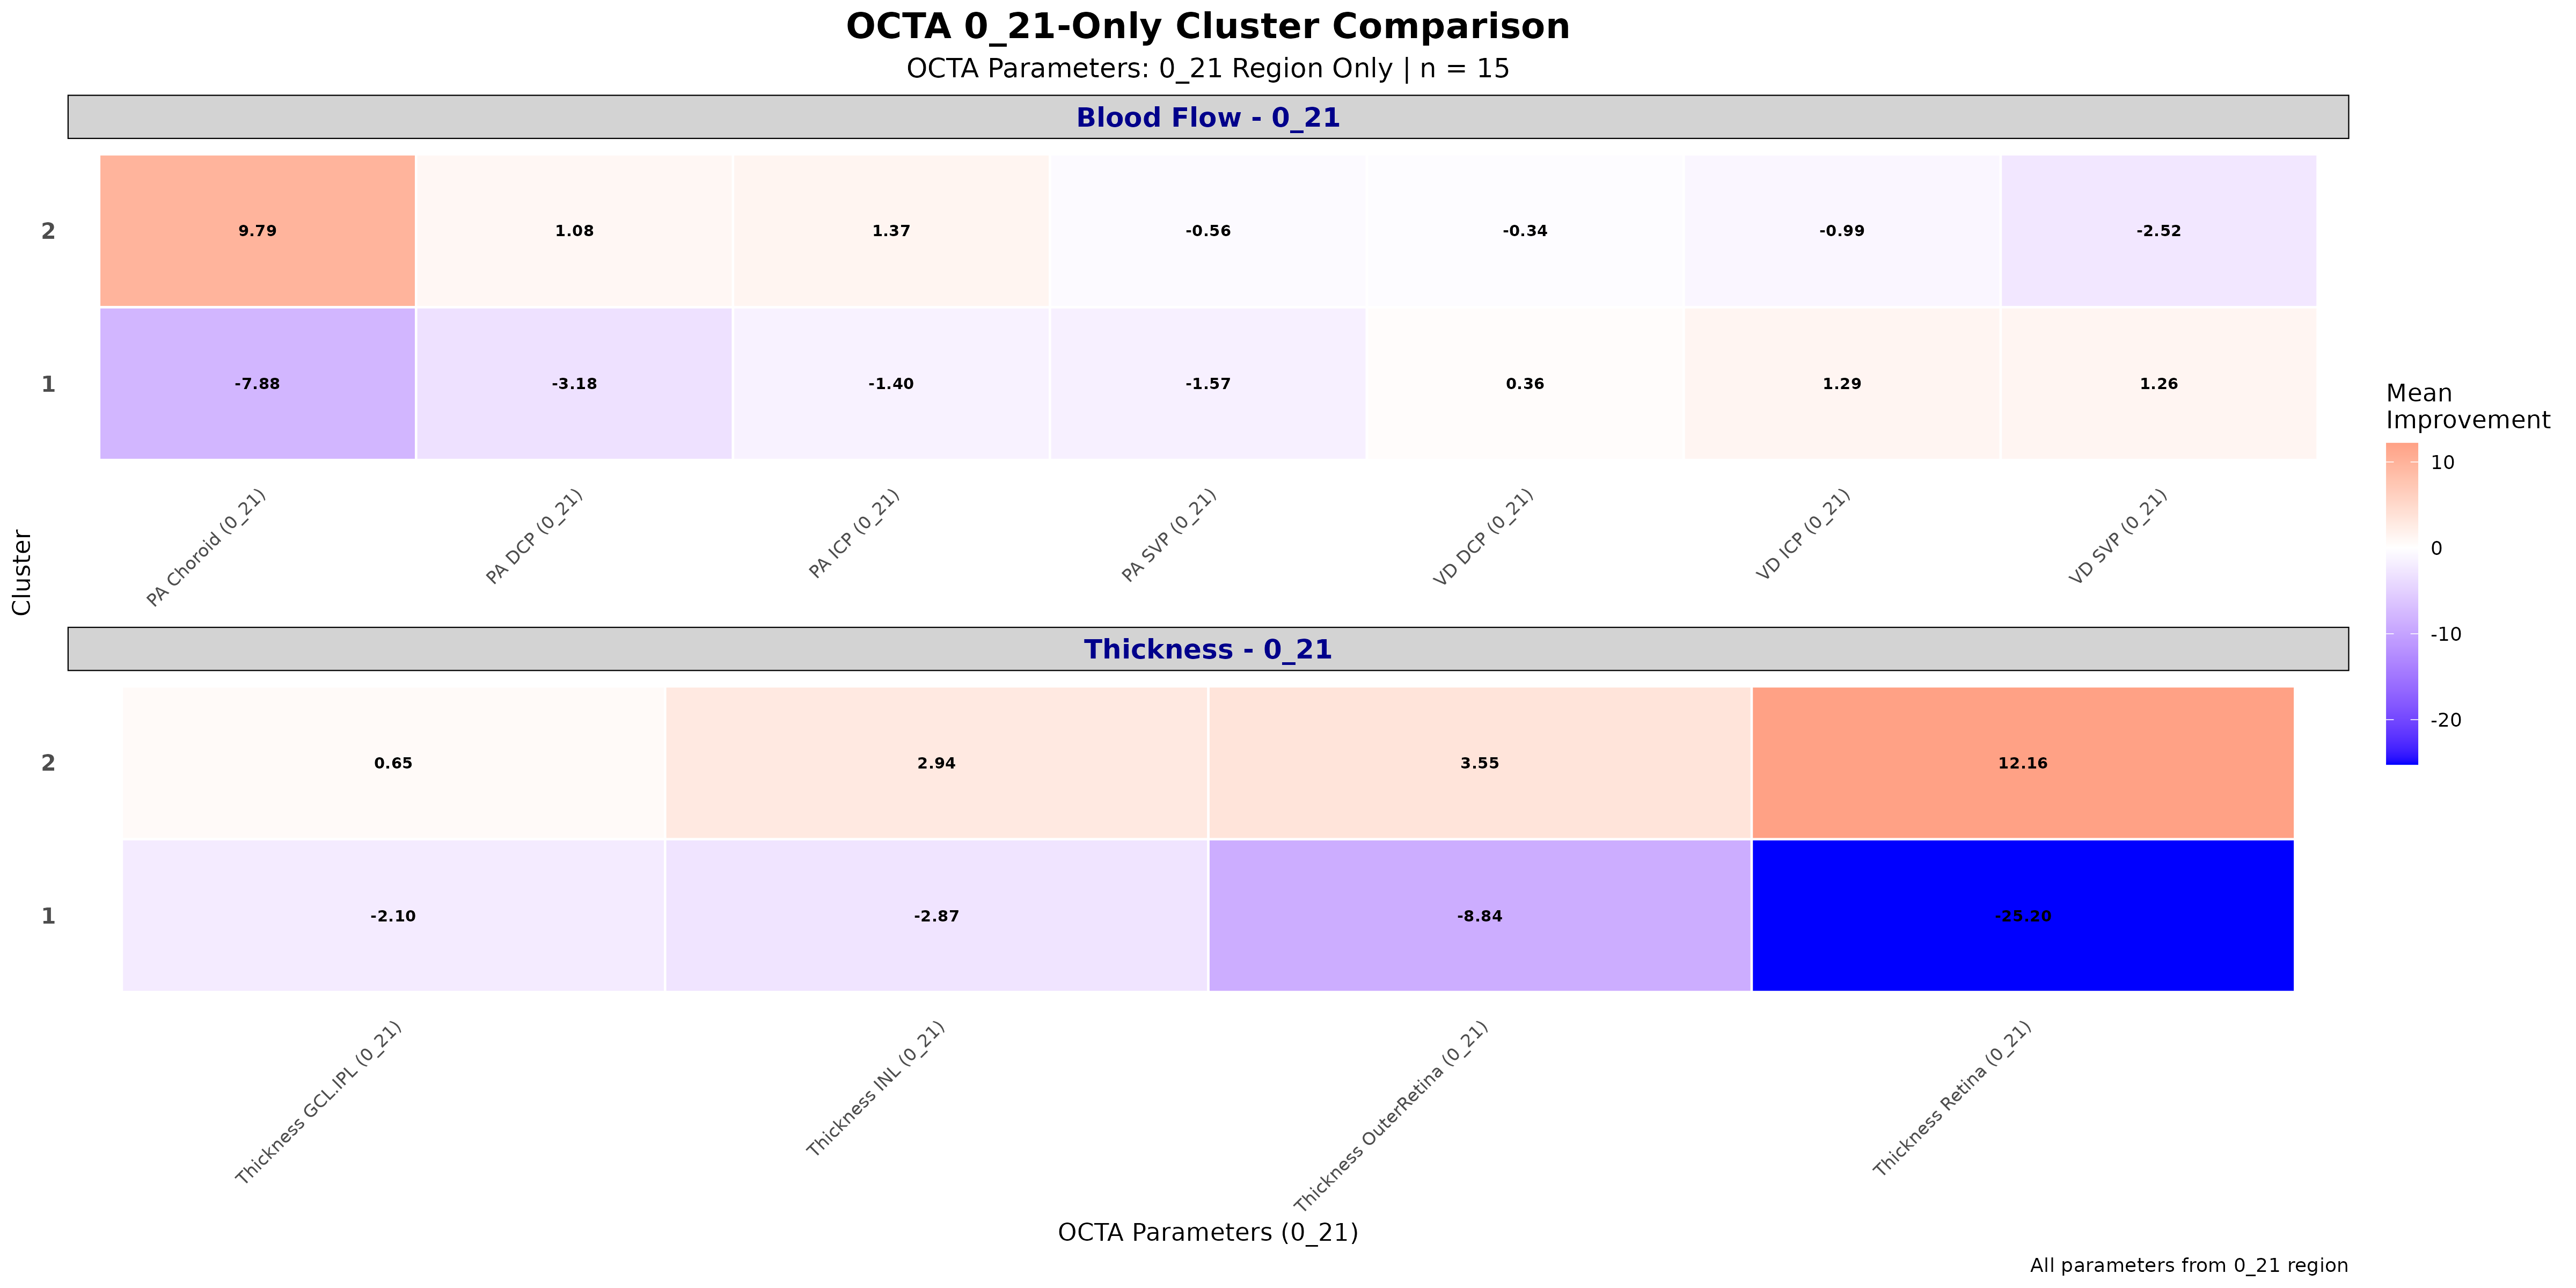 OCTA 0_21-Only Cluster Comparison
OCTA Parameters: 0_21 Region Only | n = 15
Blood Flow - 0_21
2
9.79
1.08
1.37
-0.56
-0.34
-0.99
-2.52
1
-7.88
-3.18
-1.40
-1.57
0.36
1.29
1.26
PA Choroid (0_21)
PA DCP (0_21)
PA ICP (0_21)
PA SVP (0_21)
VD DCP (0_21)
VD ICP (0_21)
VD SVP (0_21)
Cluster
Thickness - 0_21
2
0.65
2.94
3.55
12.16
1
-2.10
-2.87
-8.84
-25.20
Thickness GCL.IPL (0_21)
Thickness INL (0_21)
Thickness OuterRetina (0_21)
Thickness Retina (0_21)
OCTA Parameters (0_21)
Mean
Improvement
10
0
-10
-20
All parameters from 0_21 region